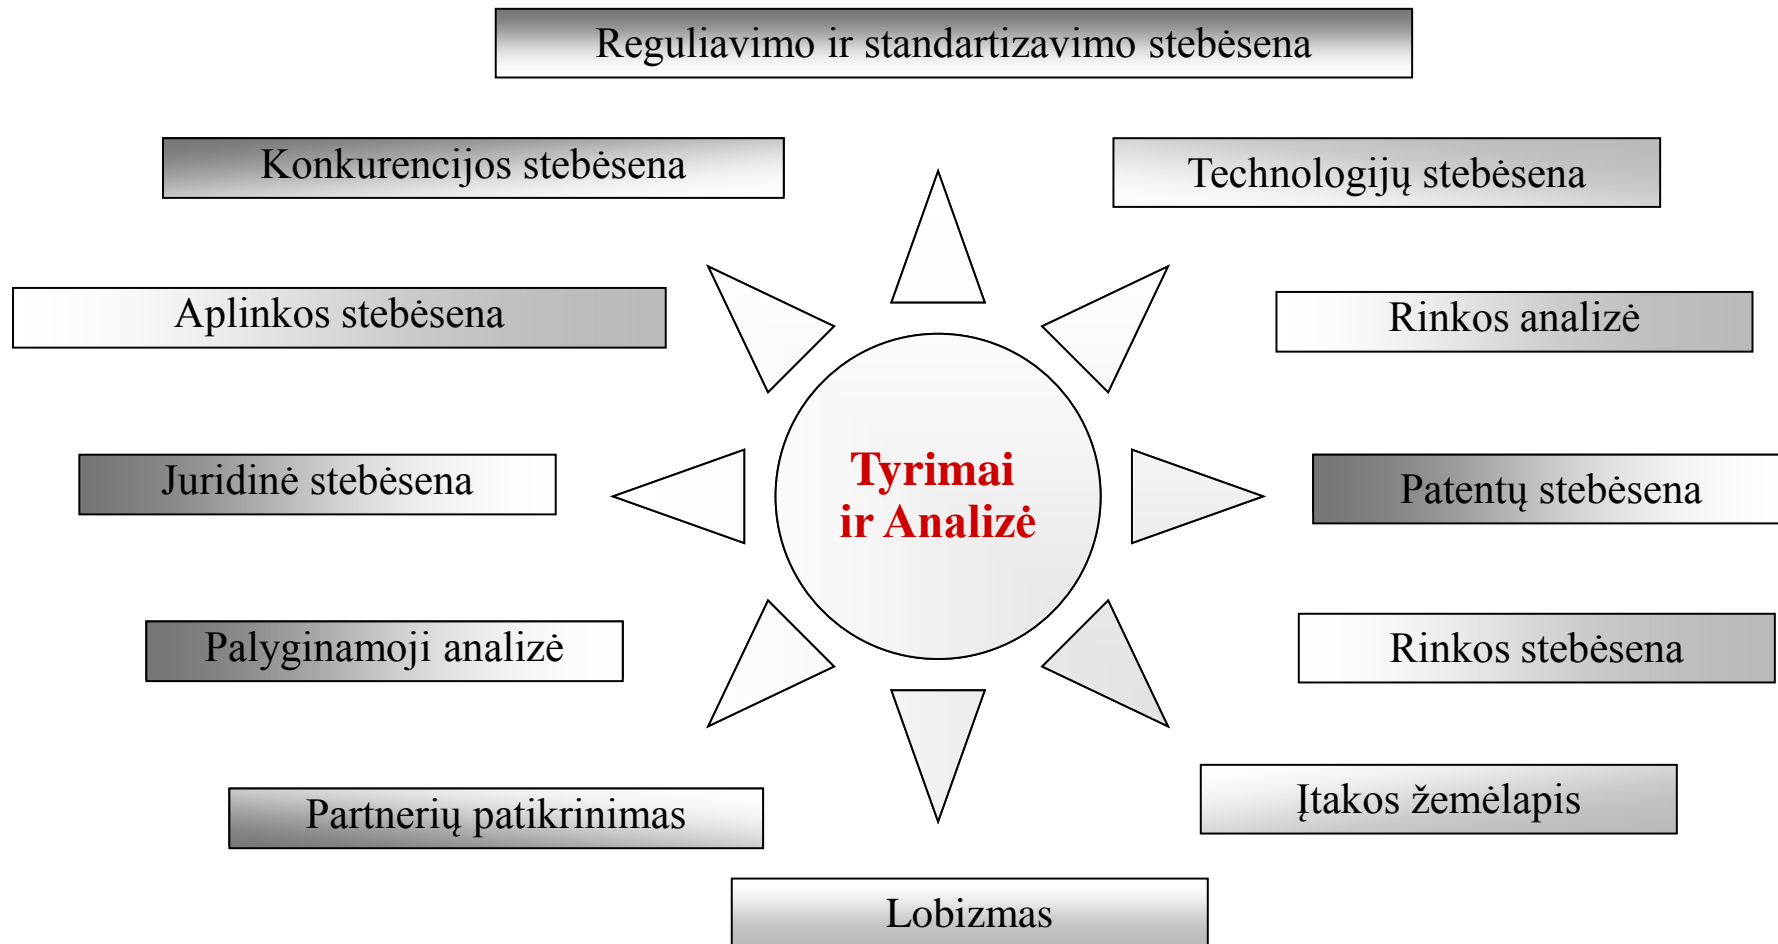 Reguliavimo ir standartizavimo stebėsena
Konkurencijos stebėsena
Technologijų stebėsena
Aplinkos stebėsena
Rinkos analizė
Juridinė stebėsena
Tyrimai
ir Analizė
Patentų stebėsena
Palyginamoji analizė
Rinkos stebėsena
Partnerių patikrinimas
Įtakos žemėlapis
Lobizmas